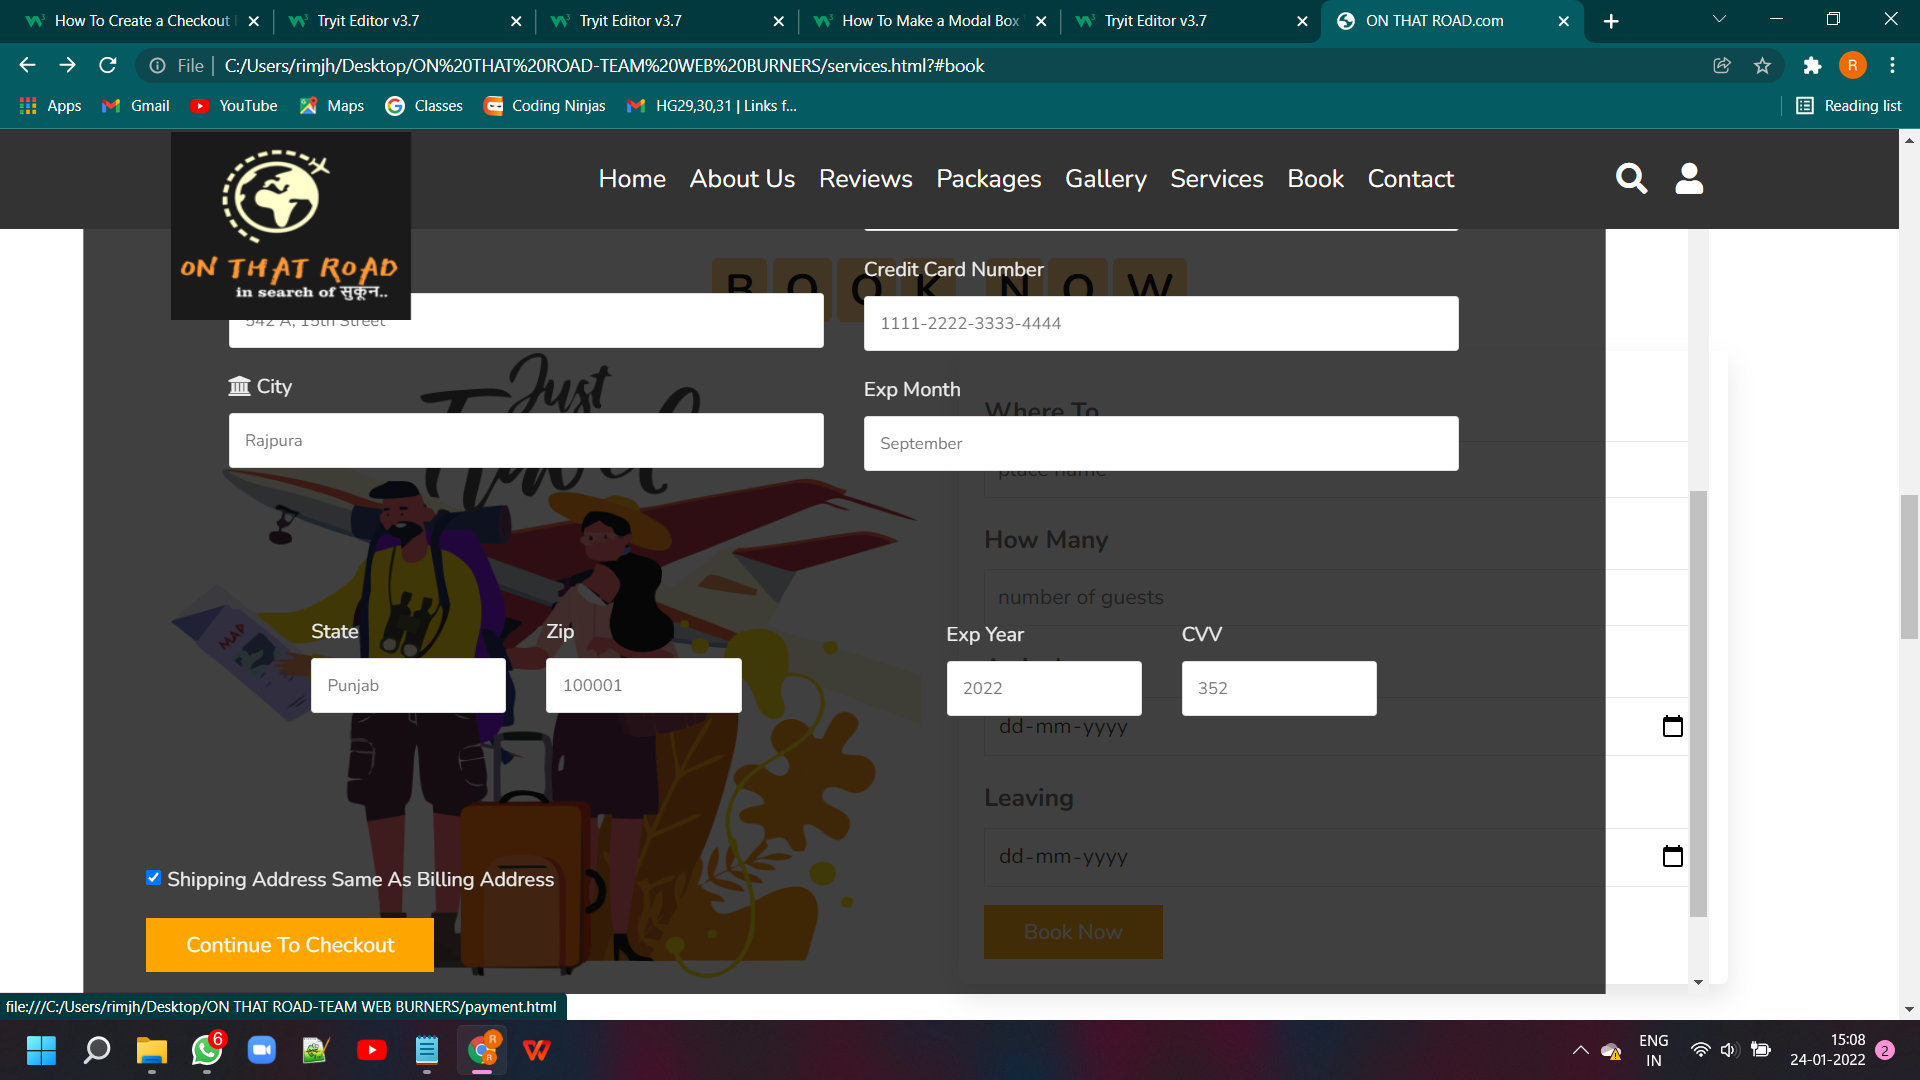 How To Create a Checkout
Tryit Editor v3.7
Tryit Editor v3.7
How To Make a Modal Box
Tryit Editor v3.7
ON THAT ROAD.com
File
C:/Users/rimjh/Desktop/ON%20THAT%20ROAD-TEAM%20WEB%20BURNERS/services.html?#book
R
Apps
Gmail
YouTube
Maps
Classes
Coding Ninjas
HG29,30,31 | Links f...
Reading list
ON THAT ROAD
in search of सुकून..
Home
About Us
Reviews
Packages
Gallery
Services
Book
Contact
BOOK NOW
Credit Card Number
542 A, 15th Street
1111-2222-3333-4444
Just
Travel
City
Exp Month
Where To
Rajpura
September
place name
How Many
number of guests
MAP
State
Zip
Exp Year
CVV
Punjab
100001
2022
352
dd-mm-yyyy
Leaving
dd-mm-yyyy
Shipping Address Same As Billing Address
Book Now
Continue To Checkout
file:///C:/Users/rimjh/Desktop/ON THAT ROAD-TEAM WEB BURNERS/payment.html
6
R
R
ENG
IN
15:08
24-01-2022
2